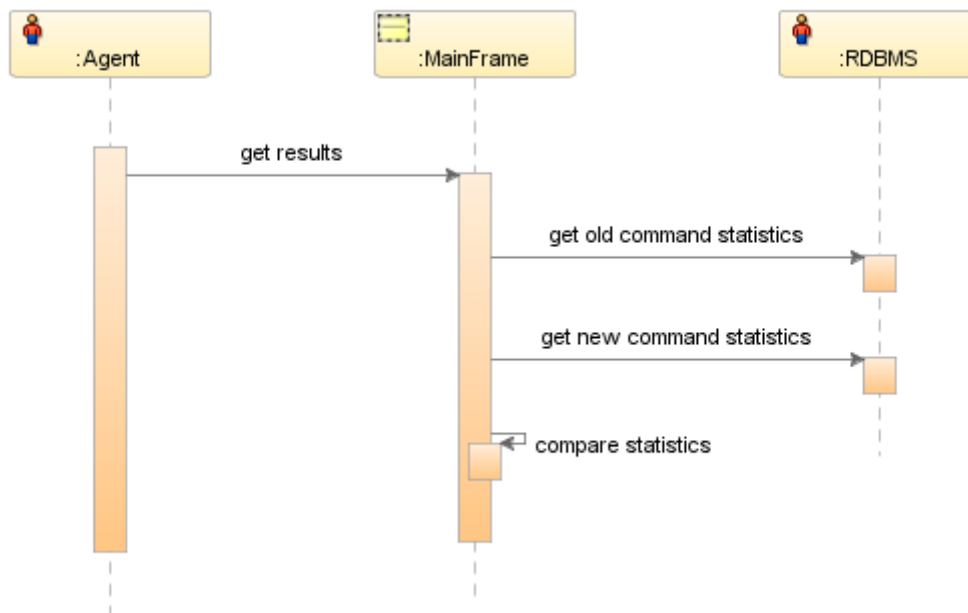 :Agent
:MainFrame
:RDBMS
get results
get old command statistics
get new command statistics
compare statistics